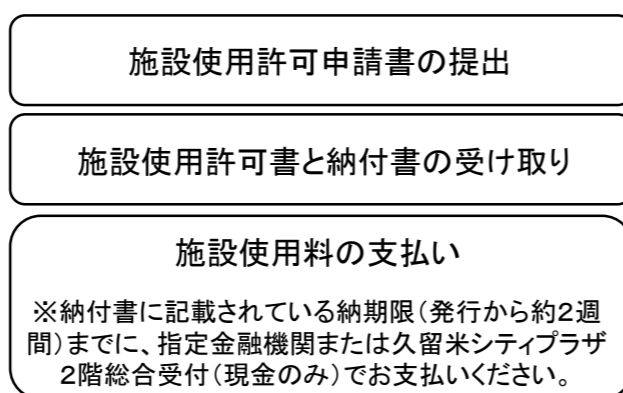 施設使用許可申請書の提出
施設使用許可書と納付書の受け取り
施設使用料の支払い
※納付書に記載されている納期限(発行から約2週
間)までに、指定金融機関または久留米シティプラザ
2階総合受付(現金のみ)でお支払いください。